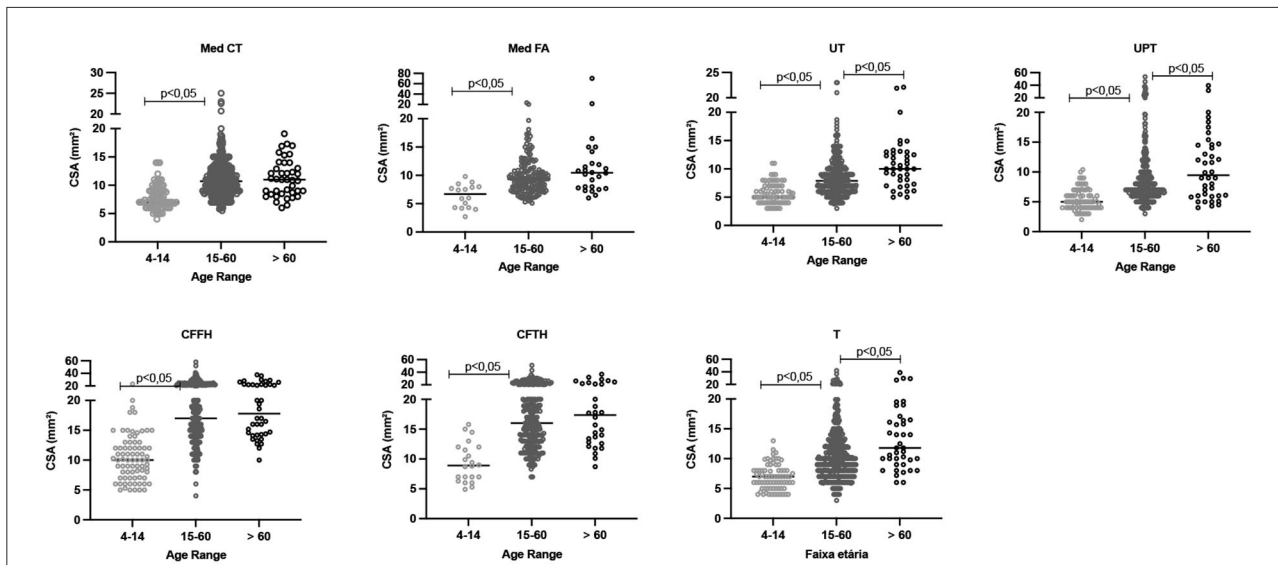 Med CT
30
25
20
20
15
10
5
0
CSA (mm²)
p<0,05
4-14
15-60
> 60
Age Range
Med FA
80
60
40
20
20
15
10
5
0
CSA (mm²)
p<0,05
4-14
15-60
> 60
Age Range
UT
25
20
20
15
10
5
0
CSA (mm²)
p<0,05
p<0,05
4-14
15-60
> 60
Age Range
UPT
60
50
40
30
20
20
15
10
5
0
CSA (mm²)
p<0,05
p<0,05
4-14
15-60
> 60
Age Range
CFFH
60
40
20
20
15
10
5
0
CSA (mm²)
p<0,05
4-14
15-60
> 60
Age Range
CFTH
60
40
20
20
15
10
5
0
CSA (mm²)
p<0,05
4-14
15-60
> 60
Age Range
T
60
40
20
20
15
10
5
0
CSA (mm²)
p<0,05
p<0,05
4-14
15-60
> 60
Faixa etária